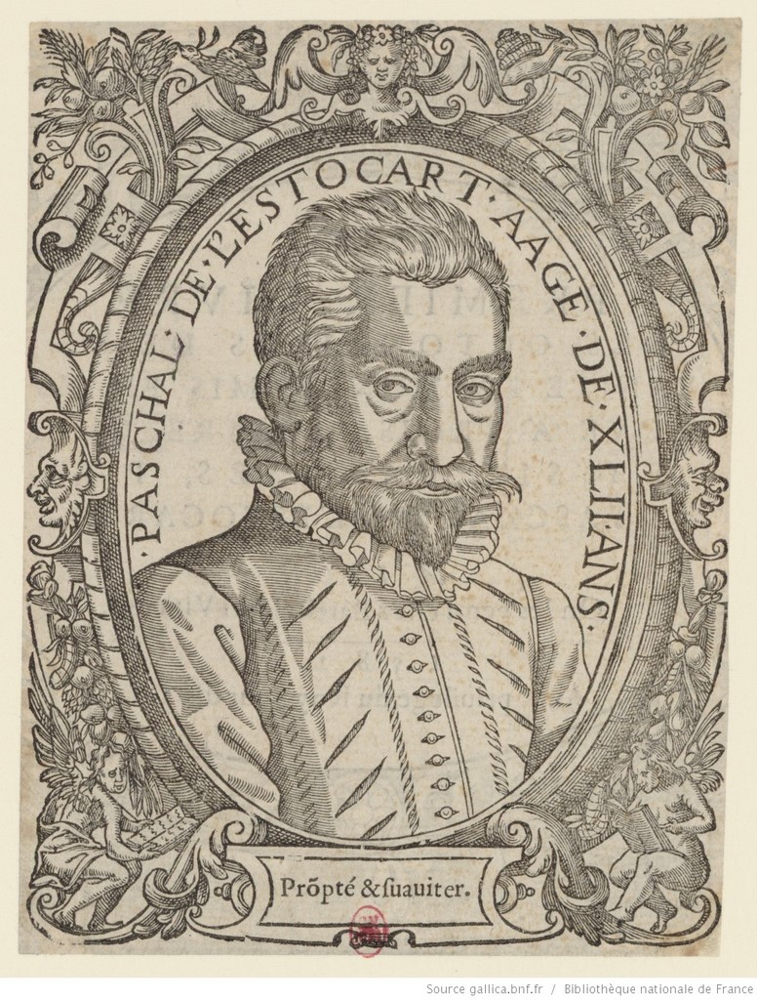 · PASCHAL · DE · L'ESTOCART · AAGE · DE · XLII · ANS ·
Prõpté & suauiter.
Source gallica.bnf.fr / Bibliothèque nationale de France